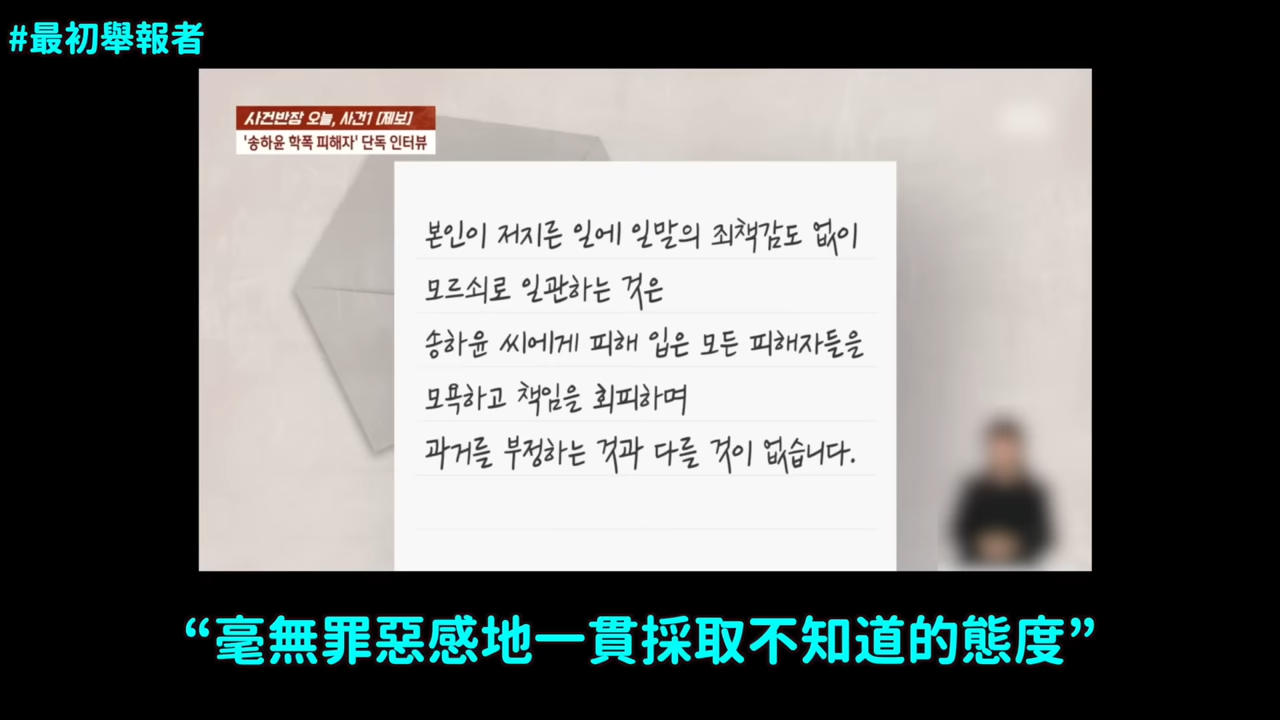 #最初舉報者
사건반장 오늘, 사건1 [제보]
'송하윤 학폭 피해자' 단독 인터뷰
본인이 저지른 일에 일말의 죄책감도 없이
모르쇠로 일관하는 것은
송하윤 씨에게 피해 입은 모든 피해자들을
모욕하고 책임을 회피하며
과거를 부정하는 것과 다를 것이 없습니다.
“毫無罪惡感地一貫採取不知道的態度”